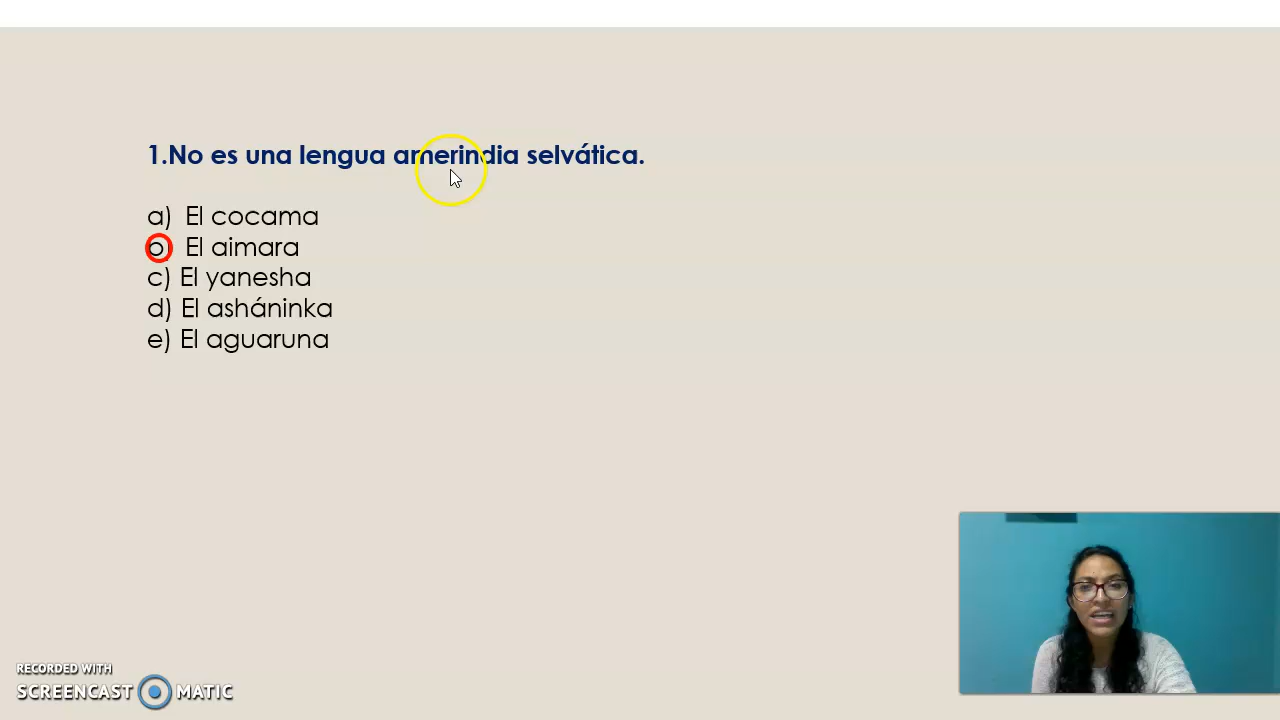 1.No es una lengua amerindia selvática.
a) El cocama
b) El aimara
c) El yanesha
d) El asháninka
e) El aguaruna
RECORDED WITH
SCREENCAST MATIC